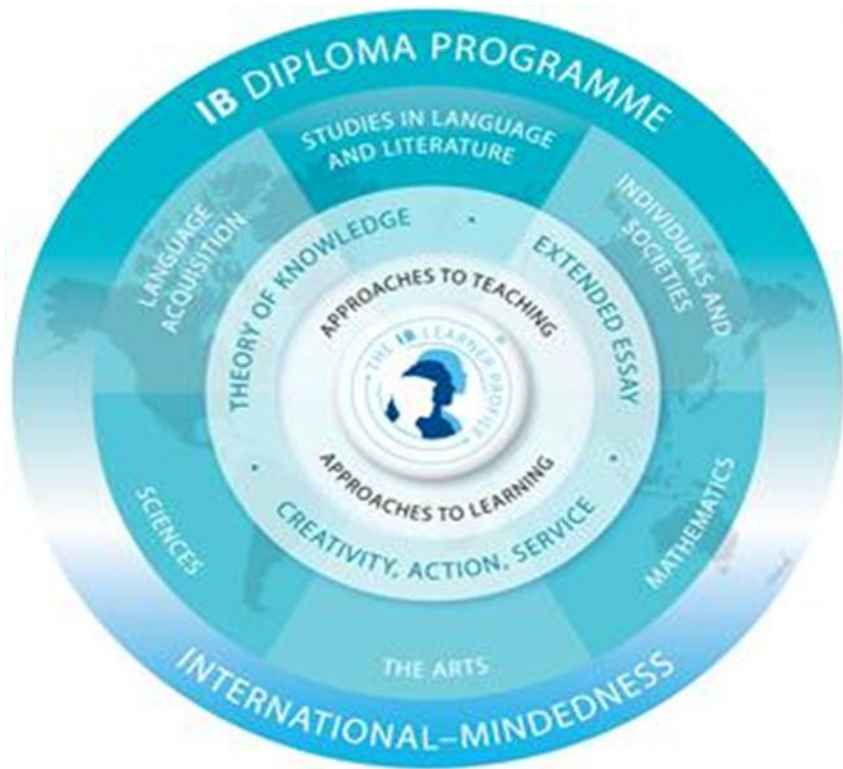 IB DIPLOMA PROGRAMME
STUDIES IN LANGUAGE
AND LITERATURE
LANGUAGE
ACQUISITION
INDIVIDUALS AND
SOCIETIES
THEORY OF KNOWLEDGE
EXTENDED ESSAY
APPROACHES TO TEACHING
THE IB LEARNER PROFILE
®
APPROACHES TO LEARNING
CREATIVITY, ACTION, SERVICE
SCIENCES
MATHEMATICS
THE ARTS
INTERNATIONAL–MINDEDNESS